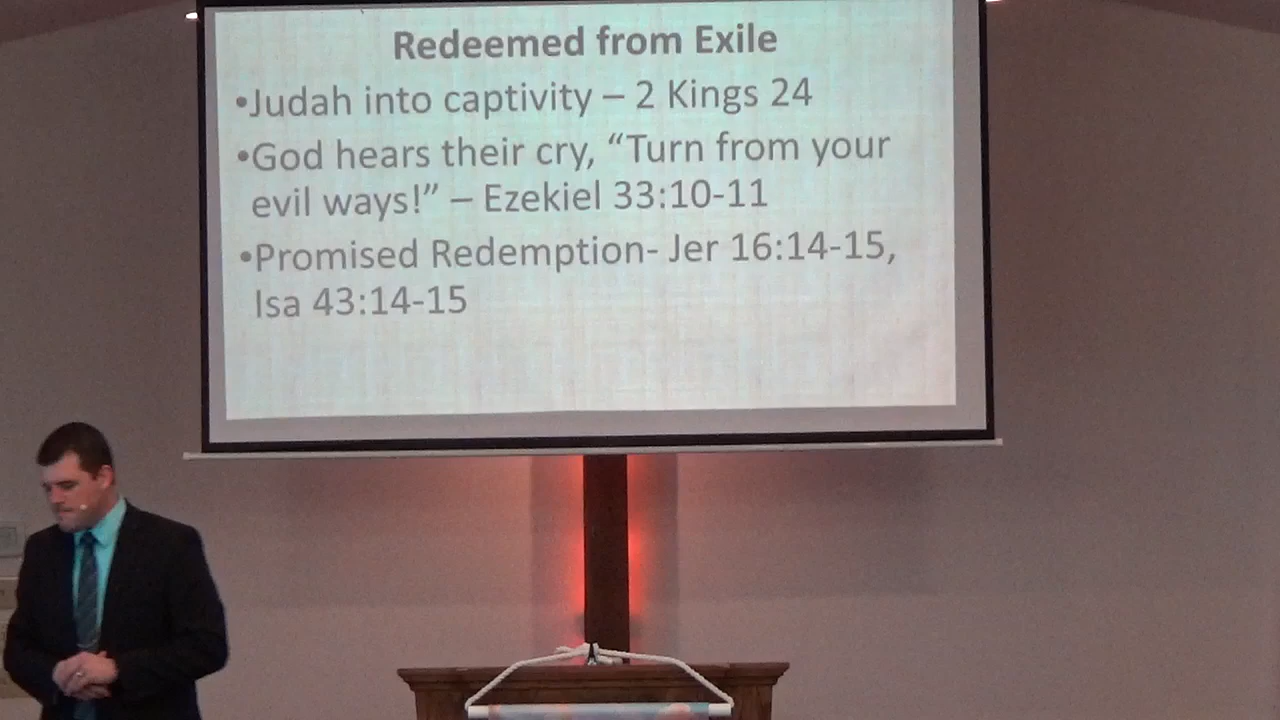 Redeemed from Exile
•Judah into captivity – 2 Kings 24
•God hears their cry, “Turn from your
evil ways!” – Ezekiel 33:10-11
•Promised Redemption- Jer 16:14-15,
Isa 43:14-15